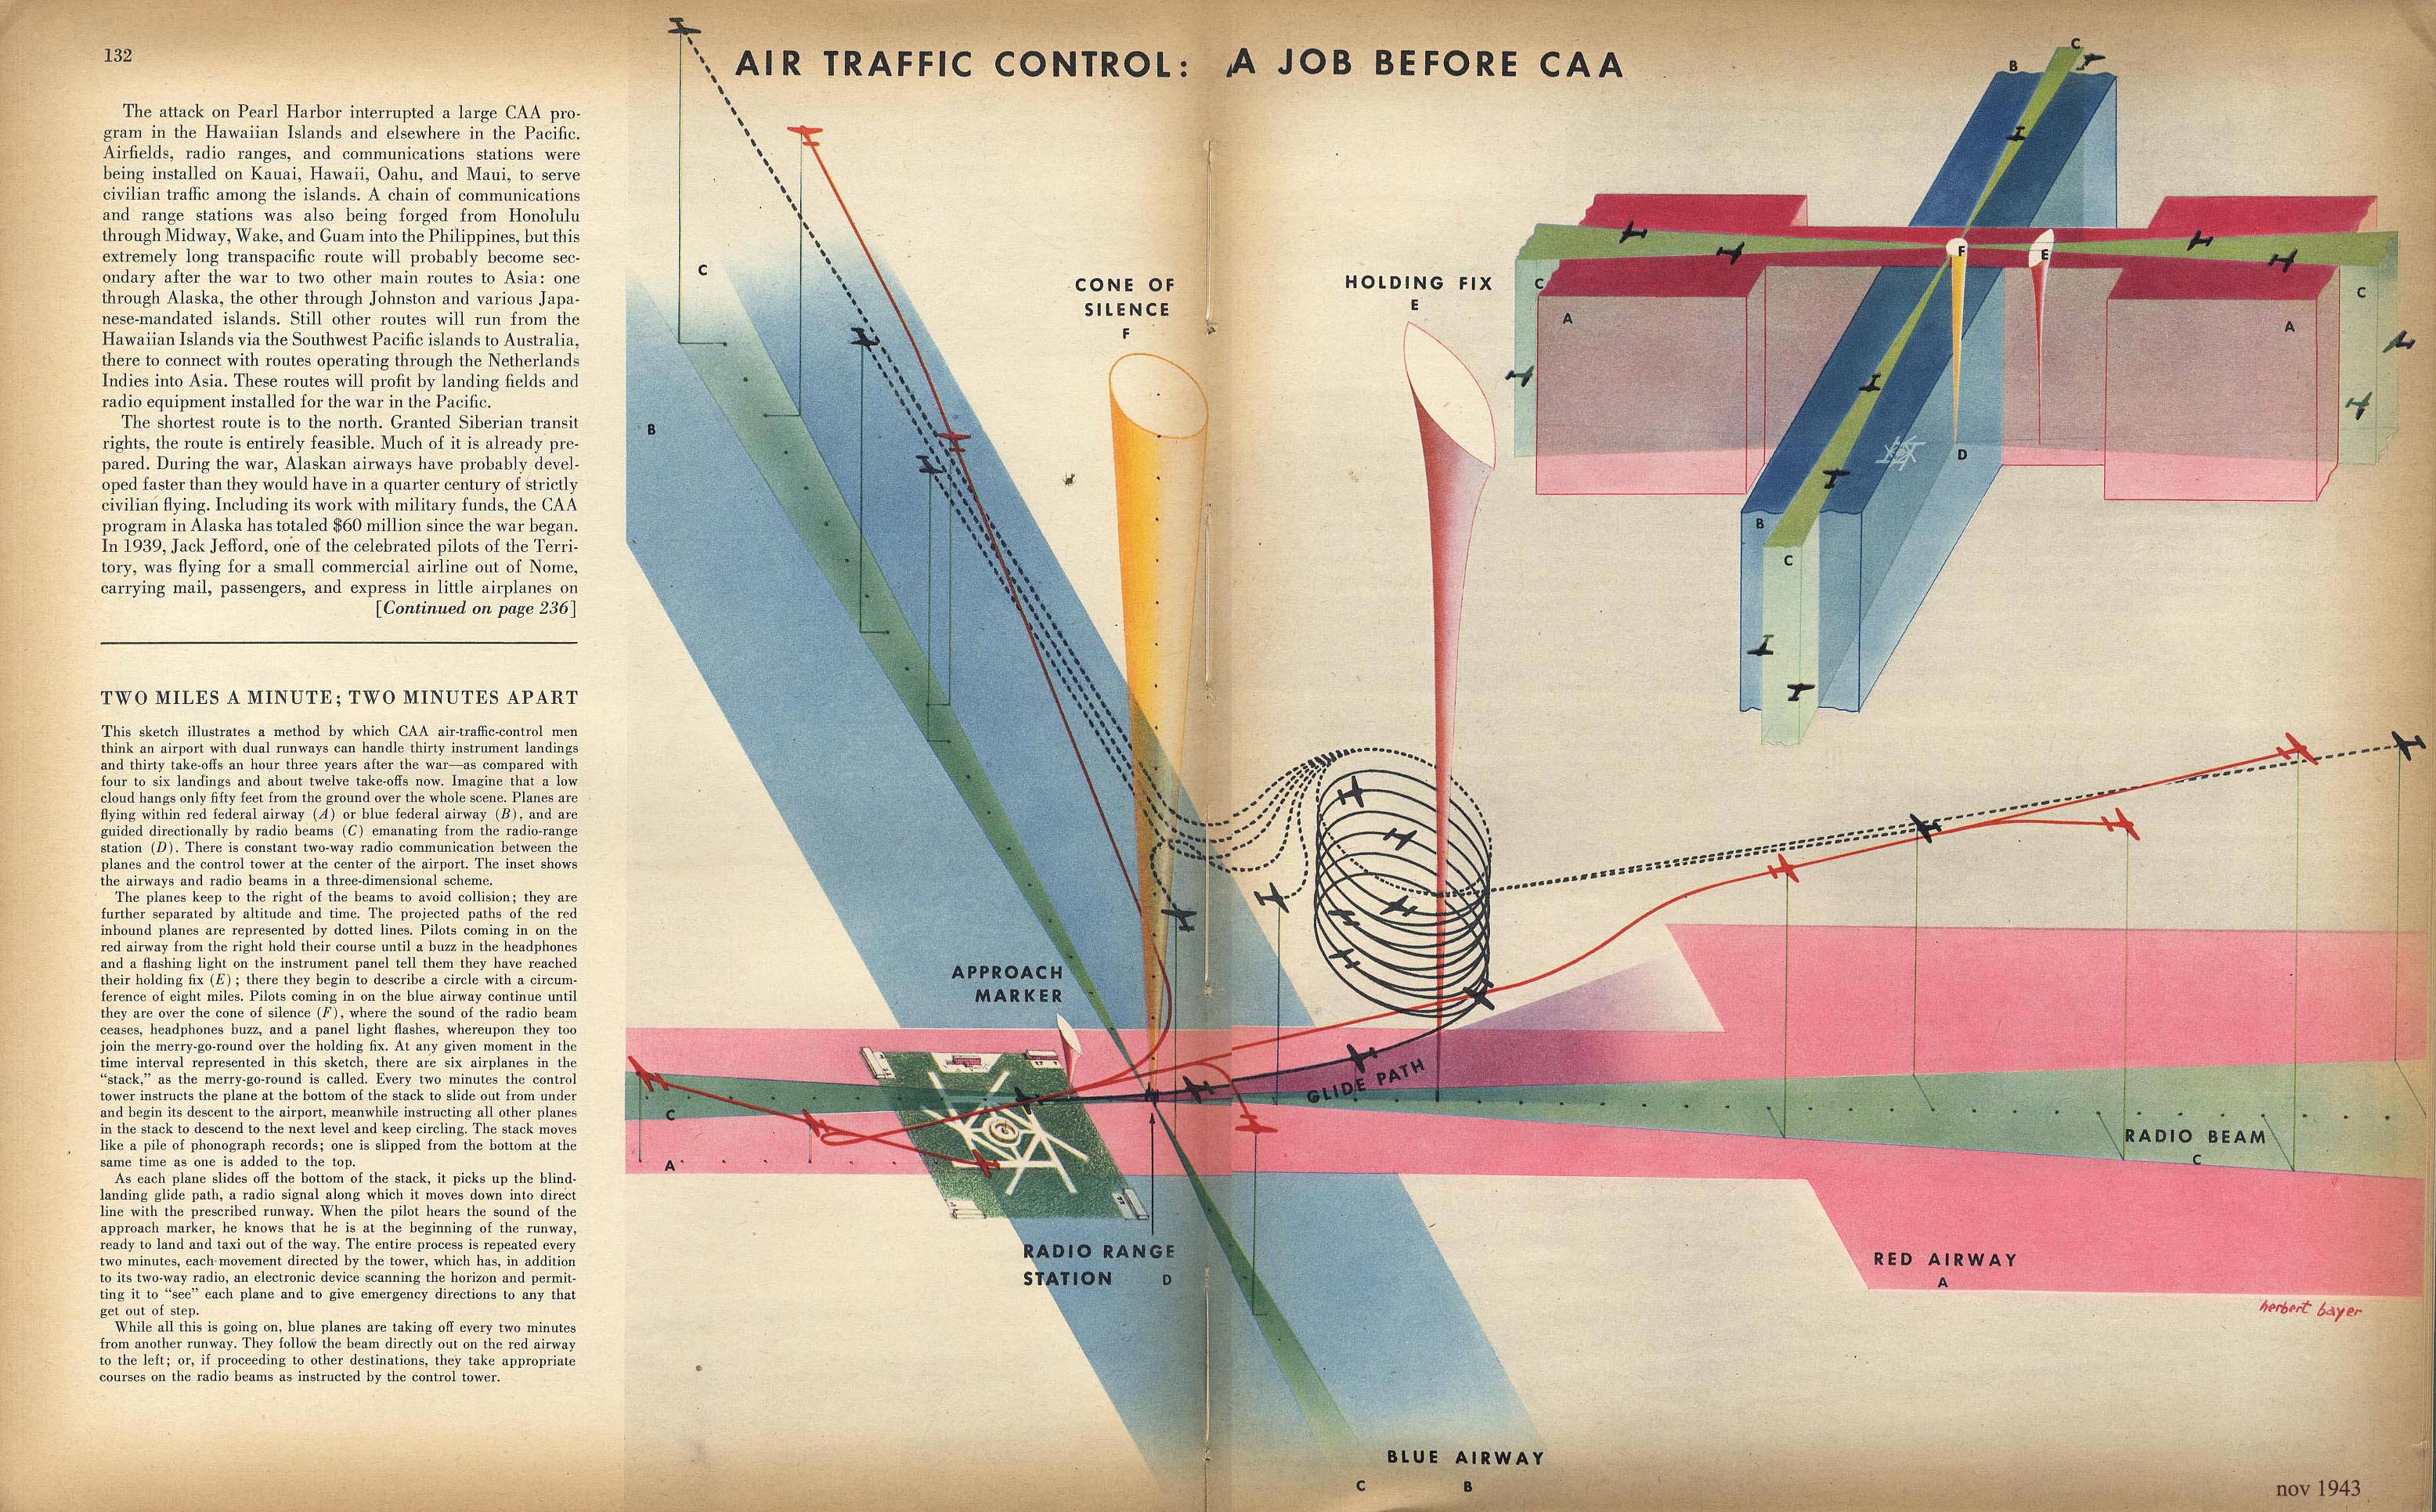 132
AIR TRAFFIC CONTROL: A JOB BEFORE CAA
The attack on Pearl Harbor interrupted a large CAA pro-
gram in the Hawaiian Islands and elsewhere in the Pacific.
Airfields, radio ranges, and communications stations were
being installed on Kauai, Hawaii, Oahu, and Maui, to serve
civilian traffic among the islands. A chain of communications
and range stations was also being forged from Honolulu
through Midway, Wake, and Guam into the Philippines, but this
extremely long transpacific route will probably become sec-
ondary after the war to two other main routes to Asia: one
through Alaska, the other through Johnston and various Japa-
nese-mandated islands. Still other routes will run from the
Hawaiian Islands via the Southwest Pacific islands to Australia,
there to connect with routes operating through the Netherlands
Indies into Asia. These routes will profit by landing fields and
radio equipment installed for the war in the Pacific.
The shortest route is to the north. Granted Siberian transit
rights, the route is entirely feasible. Much of it is already pre-
pared. During the war, Alaskan airways have probably devel-
oped faster than they would have in a quarter century of strictly
civilian flying. Including its work with military funds, the CAA
program in Alaska has totaled $60 million since the war began.
In 1939, Jack Jefford, one of the celebrated pilots of the Terri-
tory, was flying for a small commercial airline out of Nome,
carrying mail, passengers, and express in little airplanes on
[Continued on page 236]
TWO MILES A MINUTE; TWO MINUTES APART
This sketch illustrates a method by which CAA air-traffic-control men
think an airport with dual runways can handle thirty instrument landings
and thirty take-offs an hour three years after the war—as compared with
four to six landings and about twelve take-offs now. Imagine that a low
cloud hangs only fifty feet from the ground over the whole scene. Planes are
flying within red federal airway (A) or blue federal airway (B), and are
guided directionally by radio beams (C) emanating from the radio-range
station (D). There is constant two-way radio communication between the
planes and the control tower at the center of the airport. The inset shows
the airways and radio beams in a three-dimensional scheme.
The planes keep to the right of the beams to avoid collision; they are
further separated by altitude and time. The projected paths of the red
inbound planes are represented by dotted lines. Pilots coming in on the
red airway from the right hold their course until a buzz in the headphones
and a flashing light on the instrument panel tell them they have reached
their holding fix (E); there they begin to describe a circle with a circum-
ference of eight miles. Pilots coming in on the blue airway continue until
they are over the cone of silence (F), where the sound of the radio beam
ceases, headphones buzz, and a panel light flashes, whereupon they too
join the merry-go-round over the holding fix. At any given moment in the
time interval represented in this sketch, there are six airplanes in the
"stack," as the merry-go-round is called. Every two minutes the control
tower instructs the plane at the bottom of the stack to slide out from under
and begin its descent to the airport, meanwhile instructing all other planes
in the stack to descend to the next level and keep circling. The stack moves
like a pile of phonograph records; one is slipped from the bottom at the
same time as one is added to the top.
As each plane slides off the bottom of the stack, it picks up the blind-
landing glide path, a radio signal along which it moves down into direct
line with the prescribed runway. When the pilot hears the sound of the
approach marker, he knows that he is at the beginning of the runway,
ready to land and taxi out of the way. The entire process is repeated every
two minutes, each movement directed by the tower, which has, in addition
to its two-way radio, an electronic device scanning the horizon and permit-
ting it to "see" each plane and to give emergency directions to any that
get out of step.
While all this is going on, blue planes are taking off every two minutes
from another runway. They follow the beam directly out on the red airway
to the left; or, if proceeding to other destinations, they take appropriate
courses on the radio beams as instructed by the control tower.
C
B
CONE OF
SILENCE
F
HOLDING FIX
E
C
B
F
E
C
A
A
C
D
B
C
APPROACH
MARKER
GLIDE PATH
C
A
RADIO RANGE
STATION D
RADIO BEAM
C
RED AIRWAY
A
herbert bayer
BLUE AIRWAY
C B
nov 1943